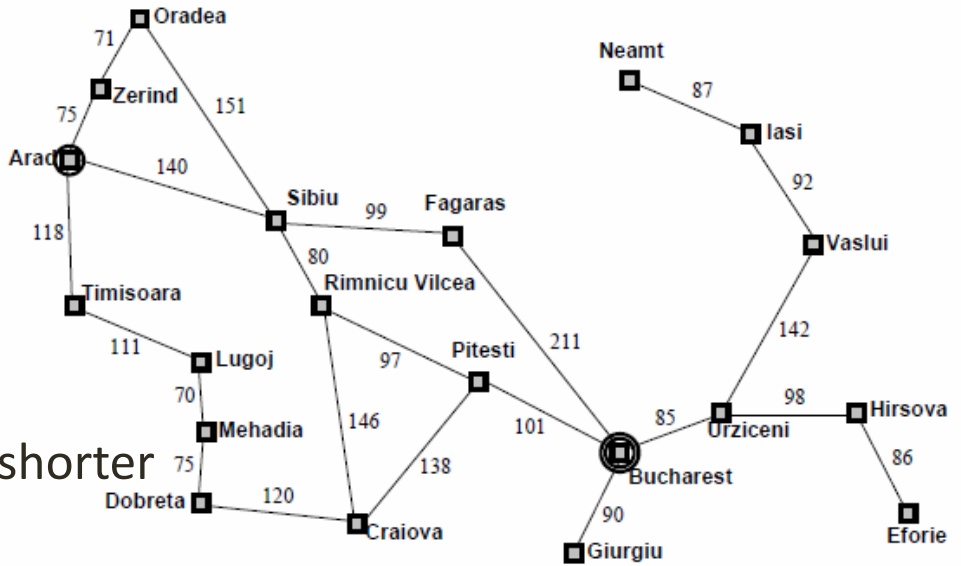 Oradea
71
Neamt
Zerind
87
75
151
Iasi
Arad
140
92
Sibiu
Fagaras
99
118
80
Vaslui
Rimnicu Vilcea
Timisoara
142
111
211
Lugoj
97
Pitesti
70
98
Hirsova
85
146
101
Urziceni
Mehadia
shorter
86
138
75
Bucharest
Dobreta
120
90
Craiova
Eforie
Giurgiu